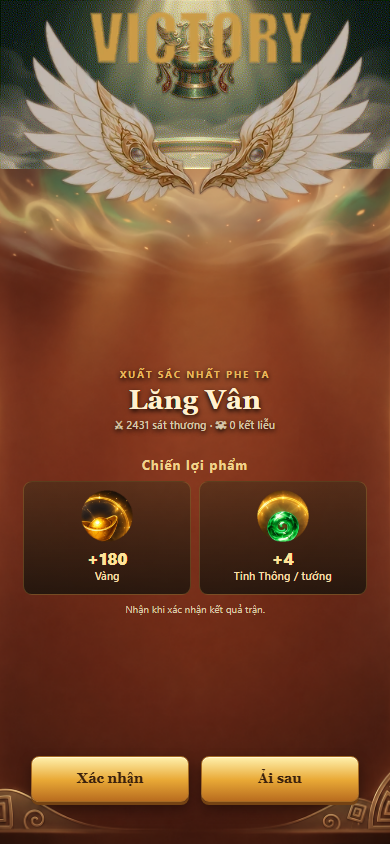 VICTORY
XUẤT SẮC NHẤT PHE TA
Lăng Vân
2431 sát thương · 0 kết liễu
Chiến lợi phẩm
+180
Vàng
+4
Tinh Thông / tướng
Nhận khi xác nhận kết quả trận.
Xác nhận
Ải sau